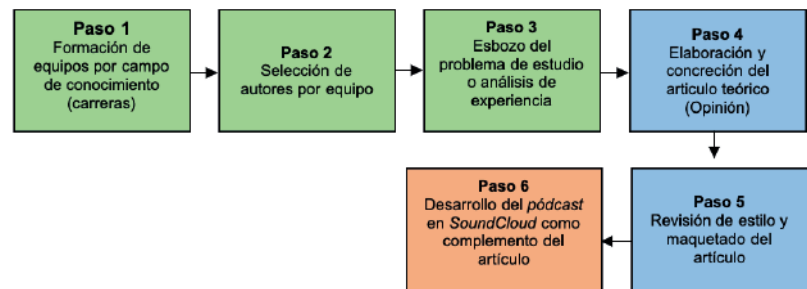 Paso 1
Formación de
equipos por campo
de conocimiento
(carreras)
Paso 2
Selección de
autores por equipo
Paso 3
Esbozo del
problema de estudio
o análisis de
experiencia
Paso 4
Elaboración y
concreción del
articulo teórico
(Opinión)
Paso 5
Revisión de estilo y
maquetado del
artículo
Paso 6
Desarrollo del pódcast
en SoundCloud como
complemento del
artículo